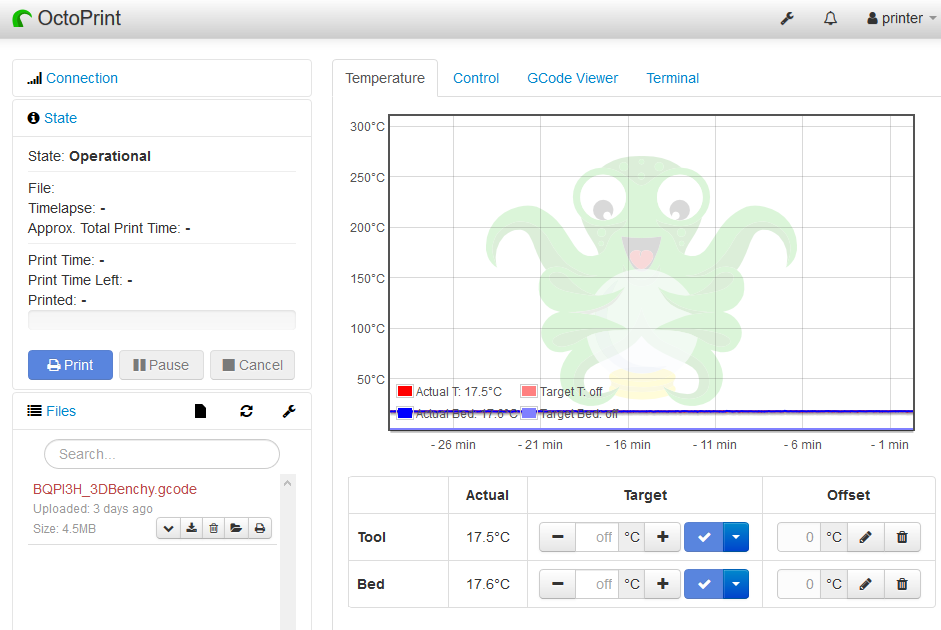 OctoPrint
printer
Connection
State
State: Operational
File:
Timelapse: -
Approx. Total Print Time: -
Print Time: -
Print Time Left: -
Printed: -
Print
Pause
Cancel
Files
Search...
BQPI3H_3DBenchy.gcode
Uploaded: 3 days ago
Size: 4.5MB
Temperature
Control
GCode Viewer
Terminal
300°C
250°C
200°C
150°C
100°C
50°C
Actual T: 17.5°C
Target T: off
Actual Bed: 17.6°C
Target Bed: off
- 26 min
- 21 min
- 16 min
- 11 min
- 6 min
- 1 min
Actual
Target
Offset
Tool
17.5°C
off
°C
0
°C
Bed
17.6°C
off
°C
0
°C